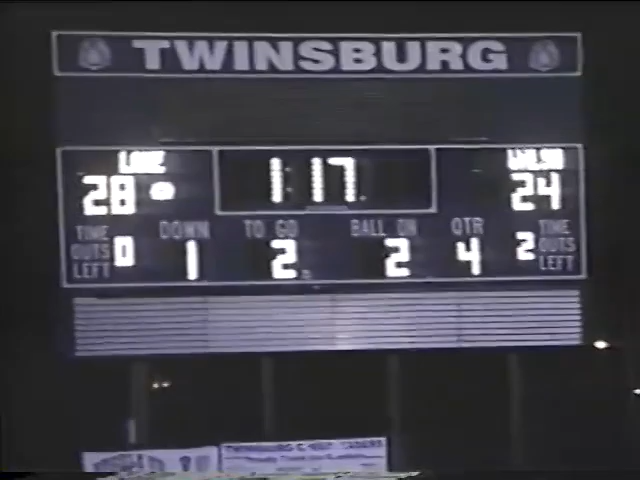 TWINSBURG
LAKE
28 1:17 24
TIME OUTS LEFT 0 DOWN 1 TO GO 2 BALL ON 2 QTR 4 2 TIME OUTS LEFT
TWINSBURG